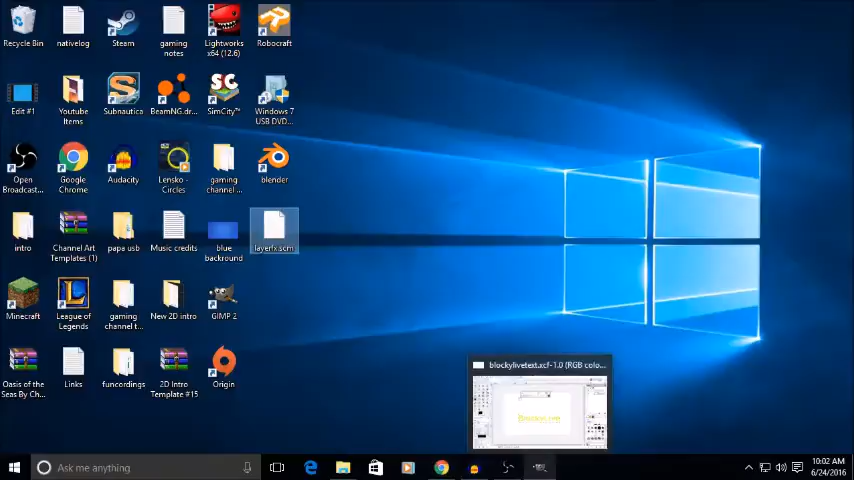 Recycle Bin
nativelog
Steam
gaming
notes
Lightworks
x64 (12.6)
Robocraft
Edit #1
Youtube
Items
Subnautica
BeamNG.dr...
SimCity™
Windows 7
USB DVD...
Open
Broadcast...
Google
Chrome
Audacity
Lensko -
Circles
gaming
channel ...
blender
intro
Channel Art
Templates (1)
papa usb
Music credits
blue
backround
layerfx.scm
Minecraft
League of
Legends
gaming
channel t...
New 2D intro
GIMP 2
blockylivetext.xcf-1.0 (RGB colo...
Oasis of the
Seas By Ch...
Links
funcordings
2D Intro
Template #15
Origin
Ask me anything
10:02 AM
6/24/2016